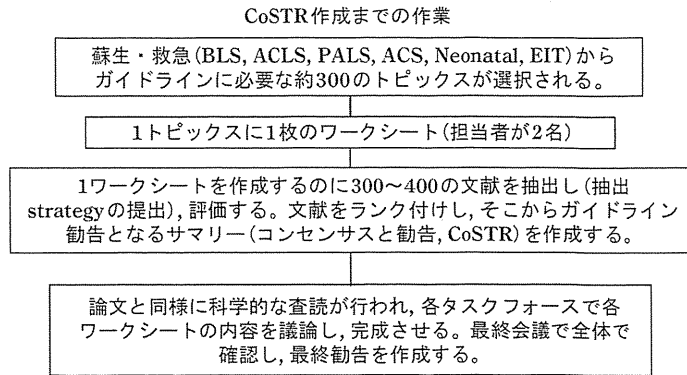 CoSTR作成までの作業
蘇生・救急(BLS, ACLS, PALS, ACS, Neonatal, EIT)から
ガイドラインに必要な約300のトピックスが選択される。
1トピックスに1枚のワークシート(担当者が2名)
1ワークシートを作成するのに300〜400の文献を抽出し(抽出
strategyの提出), 評価する。文献をランク付けし, そこからガイドライン
勧告となるサマリー(コンセンサスと勧告, CoSTR)を作成する。
論文と同様に科学的な査読が行われ, 各タスクフォースで各
ワークシートの内容を議論し, 完成させる。最終会議で全体で
確認し, 最終勧告を作成する。